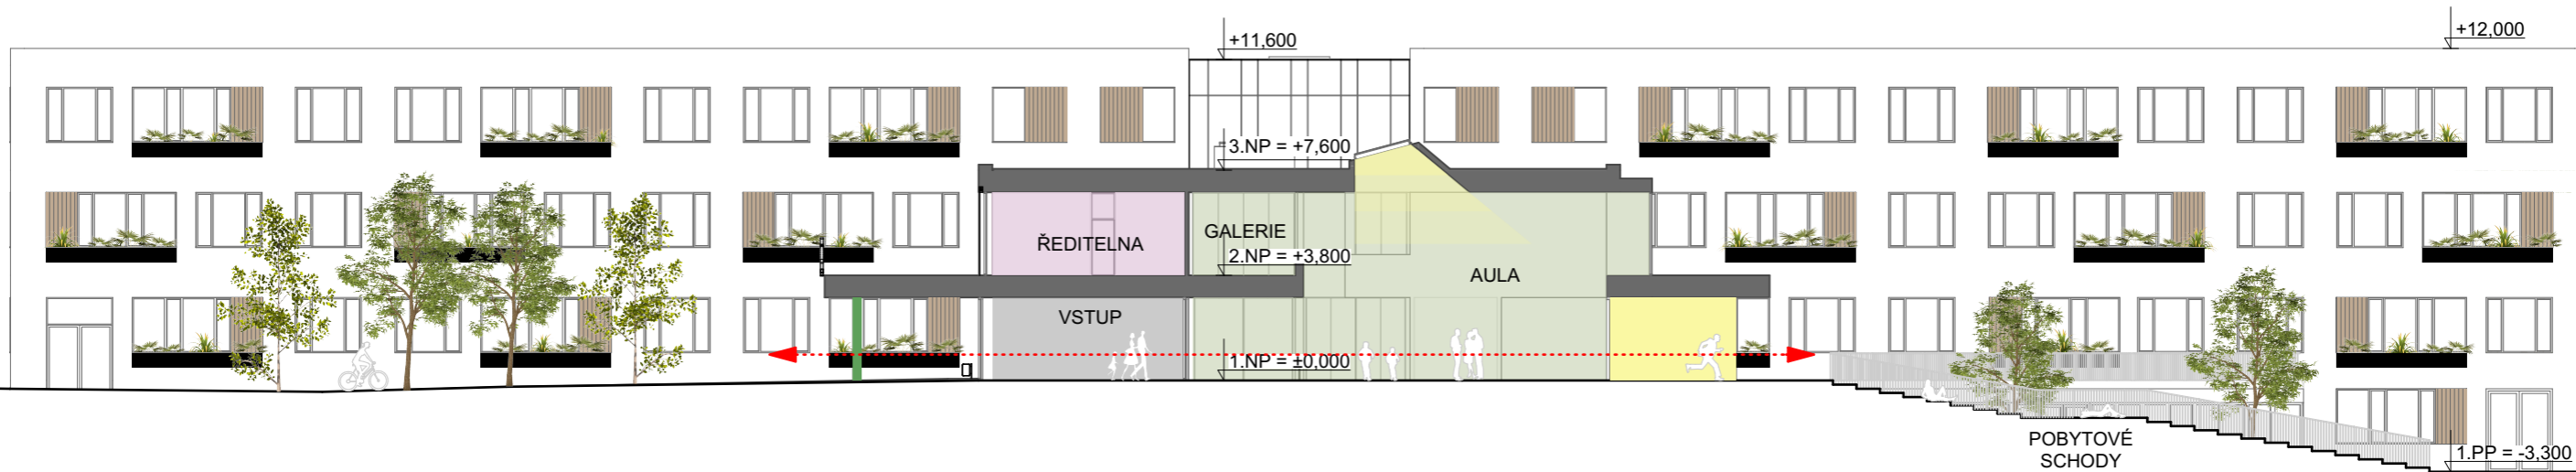 +11,600
+12,000
3.NP = +7,600
GALERIE
ŘEDITELNA
2.NP = +3,800
AULA
VSTUP
1.NP = ±0,000
POBYTOVÉ
SCHODY
1.PP = -3,300